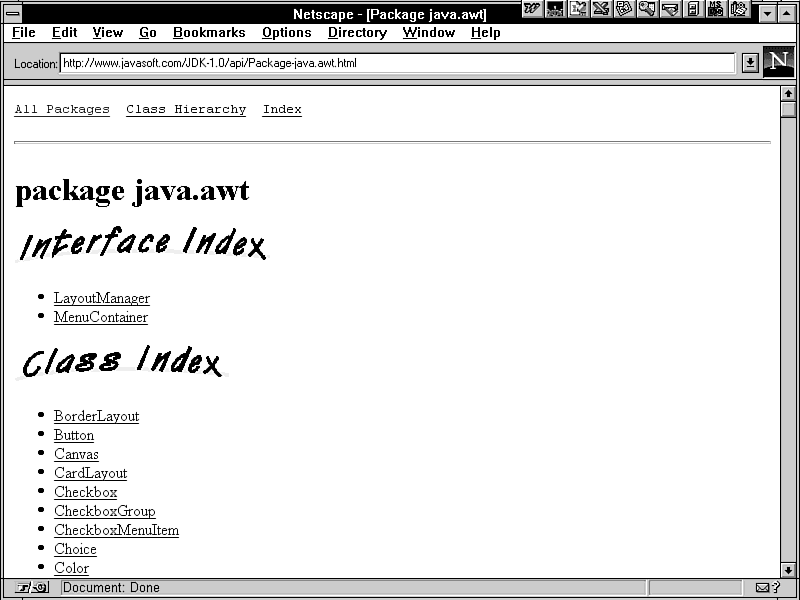 Netscape - [Package java.awt]
File Edit View Go Bookmarks Options Directory Window Help
Location: http://www.javasoft.com/JDK-1.0/api/Package-java.awt.html
N
All Packages Class Hierarchy Index
package java.awt
Interface Index
LayoutManager
MenuContainer
Class Index
BorderLayout
Button
Canvas
CardLayout
Checkbox
CheckboxGroup
CheckboxMenuItem
Choice
Color
Document: Done
?